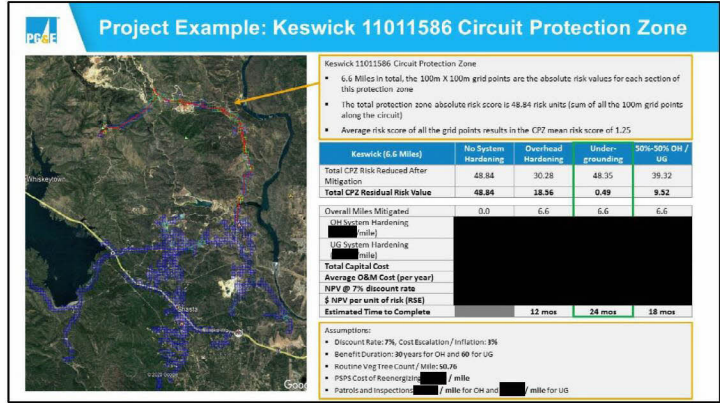 PG&E
Project Example: Keswick 11011586 Circuit Protection Zone
Keswick 11011586 Circuit Protection Zone
▪ 6.6 Miles in total, the 100m X 100m grid points are the absolute risk values for each section of
this protection zone
▪ The total protection zone absolute risk is 48.84 risk units (sum of all the 100m grid points
along the circuit)
▪ Average risk score of all the grid points results in the CPZ mean risk score of 1.25
Keswick (6.6 Miles) No System Hardening Overhead Hardening Under-grounding 50%-50% OH / UG
Total CPZ Risk Reduced After Mitigation 48.84 30.28 48.35 39.32
Total CPZ Residual Risk Value 48.84 18.56 0.49 9.52
Overall Miles Mitigated 0.0 6.6 6.6 6.6
OH System Hardening
/mile)
UG System Hardening
(/mile)
Total Capital Cost
Average O&M Cost (per year)
NPV @ 7% discount rate
$ NPV per unit of risk (RSE)
Estimated Time to Complete 12 mos 24 mos 18 mos
Assumptions:
▪ Discount Rate: 7%, Cost Escalation / Inflation: 3%
▪ Benefit Duration: 30 years for OH and 60 for UG
▪ Routine Veg Tree Count / Mile: 50.76
▪ PSPS Cost of Reenergizing / mile
▪ Patrols and Inspections / mile for OH and / mile for UG
Whiskeytown
Shasta
© 2020 Google
Goo